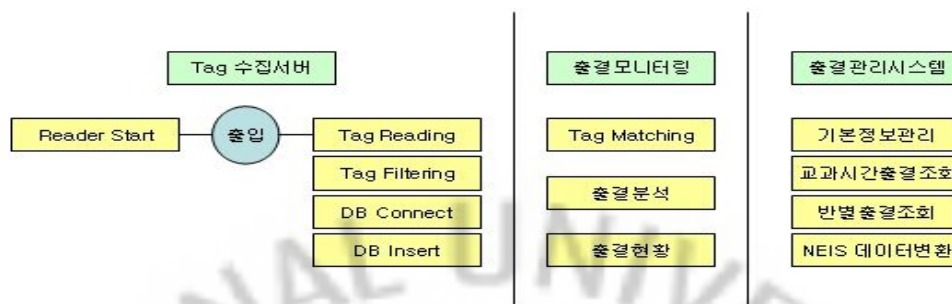 Tag 수집서버
Reader Start
출입
Tag Reading
Tag Filtering
DB Connect
DB Insert
출결모니터링
Tag Matching
출결분석
출결현황
출결관리시스템
기본정보관리
교과시간출결조회
반별출결조회
NEIS 데이터변환
NAL UNIVE